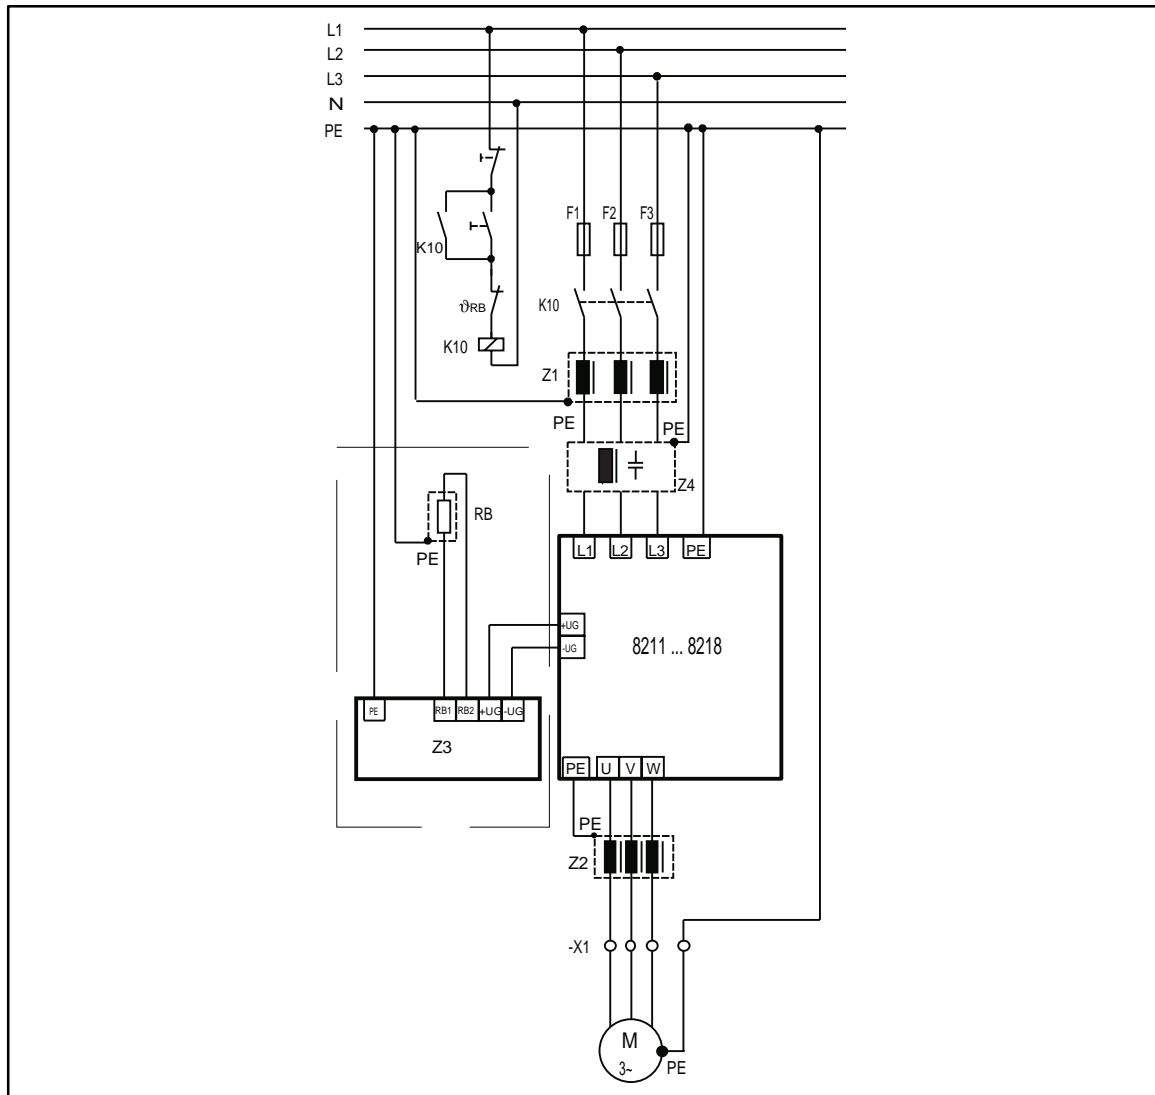 L1
L2
L3
N
PE
F1 F2 F3
K10
K10
ϑRB
K10
Z1
PE
PE
Z4
RB
PE
L1 L2 L3 PE
+UG
-UG
8211 ... 8218
PE RB1 RB2 +UG -UG
Z3
PE U V W
PE
Z2
-X1
M
3~
PE